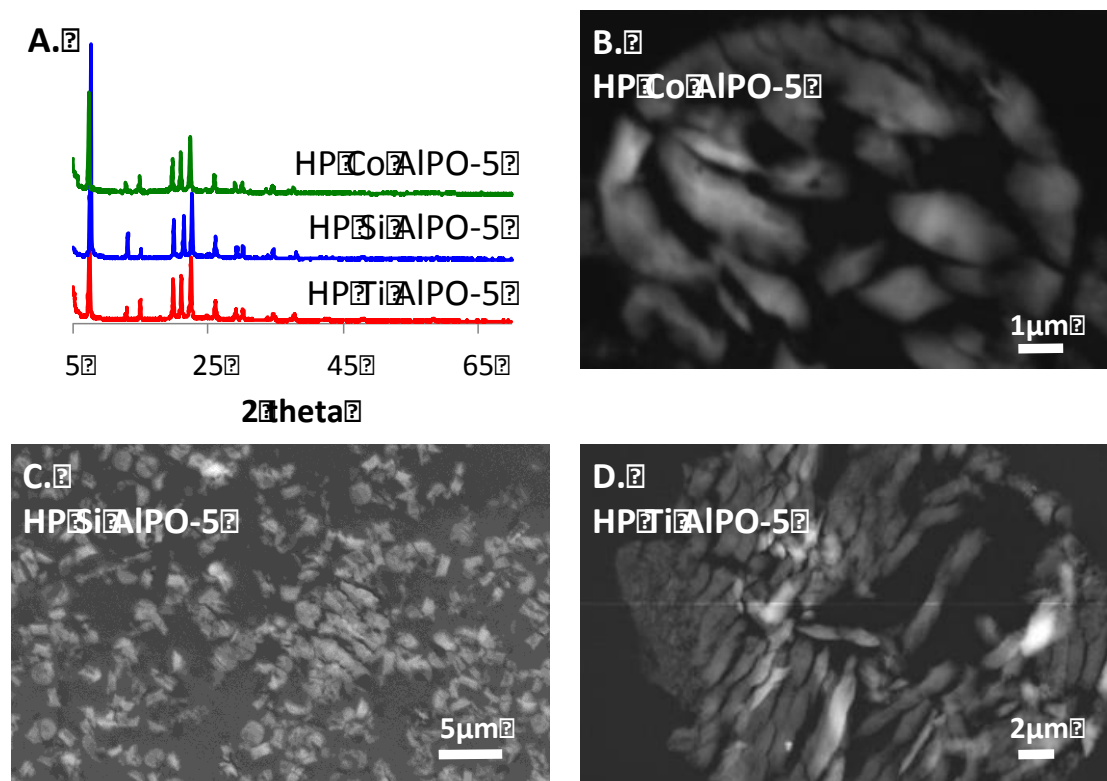 A.
HP Co AlPO-5
HP Si AlPO-5
HP Ti AlPO-5
5 25 45 65
2 theta
B.
HP Co AlPO-5
1μm
C.
HP Si AlPO-5
5μm
D.
HP Ti AlPO-5
2μm